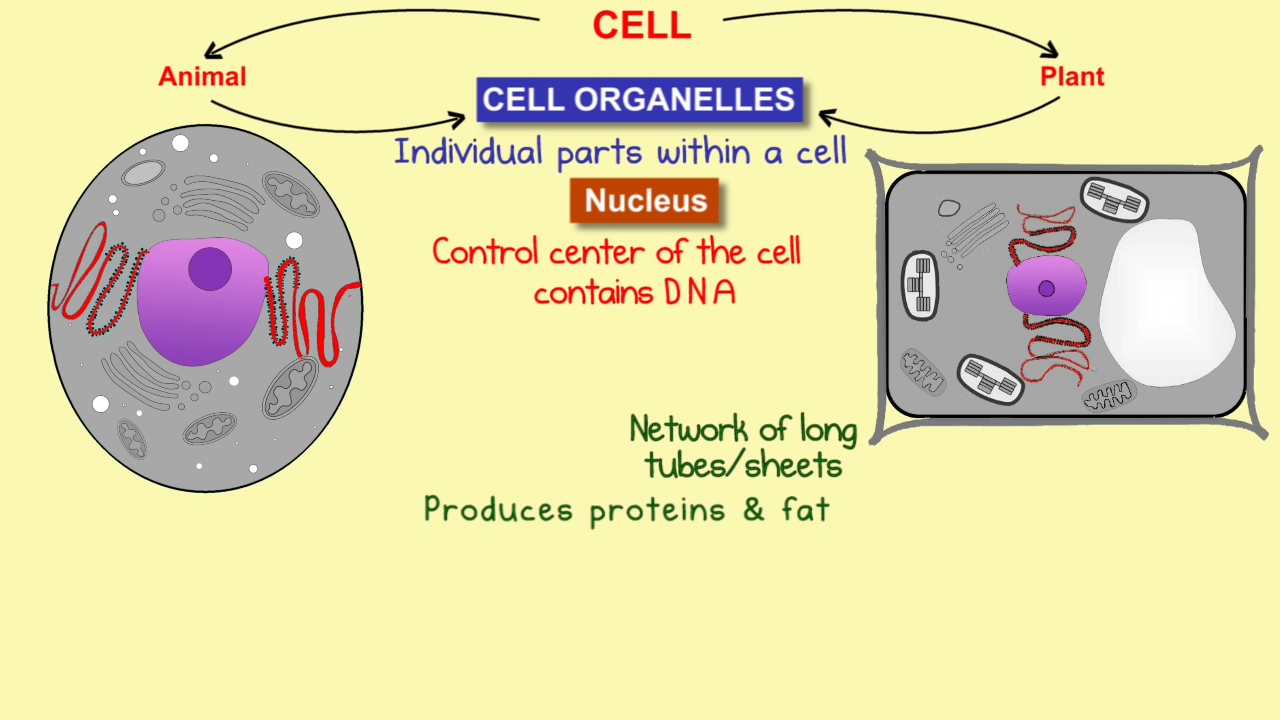 CELL
Animal
Plant
CELL ORGANELLES
Individual parts within a cell
Nucleus
Control center of the cell
contains DNA
Network of long
tubes/sheets
Produces proteins & fat